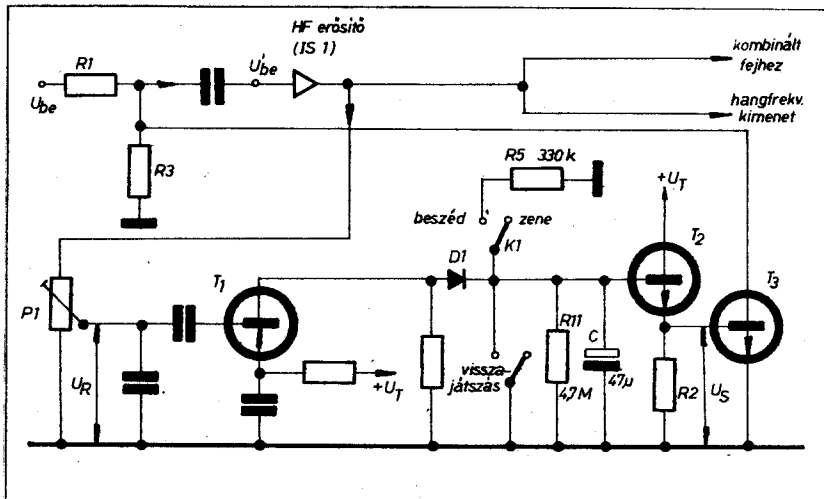 HF erősítő
(IS 1)
R1
U'be
Ube
kombinált
fejhez
hangfrekv.
kimenet
R3
R5 330k
+UT
beszéd
zene
K1
T2
T1
D1
T3
P1
R11
C
UR
+UT
vissza-
játszás
4,7M
47µ
R2
US